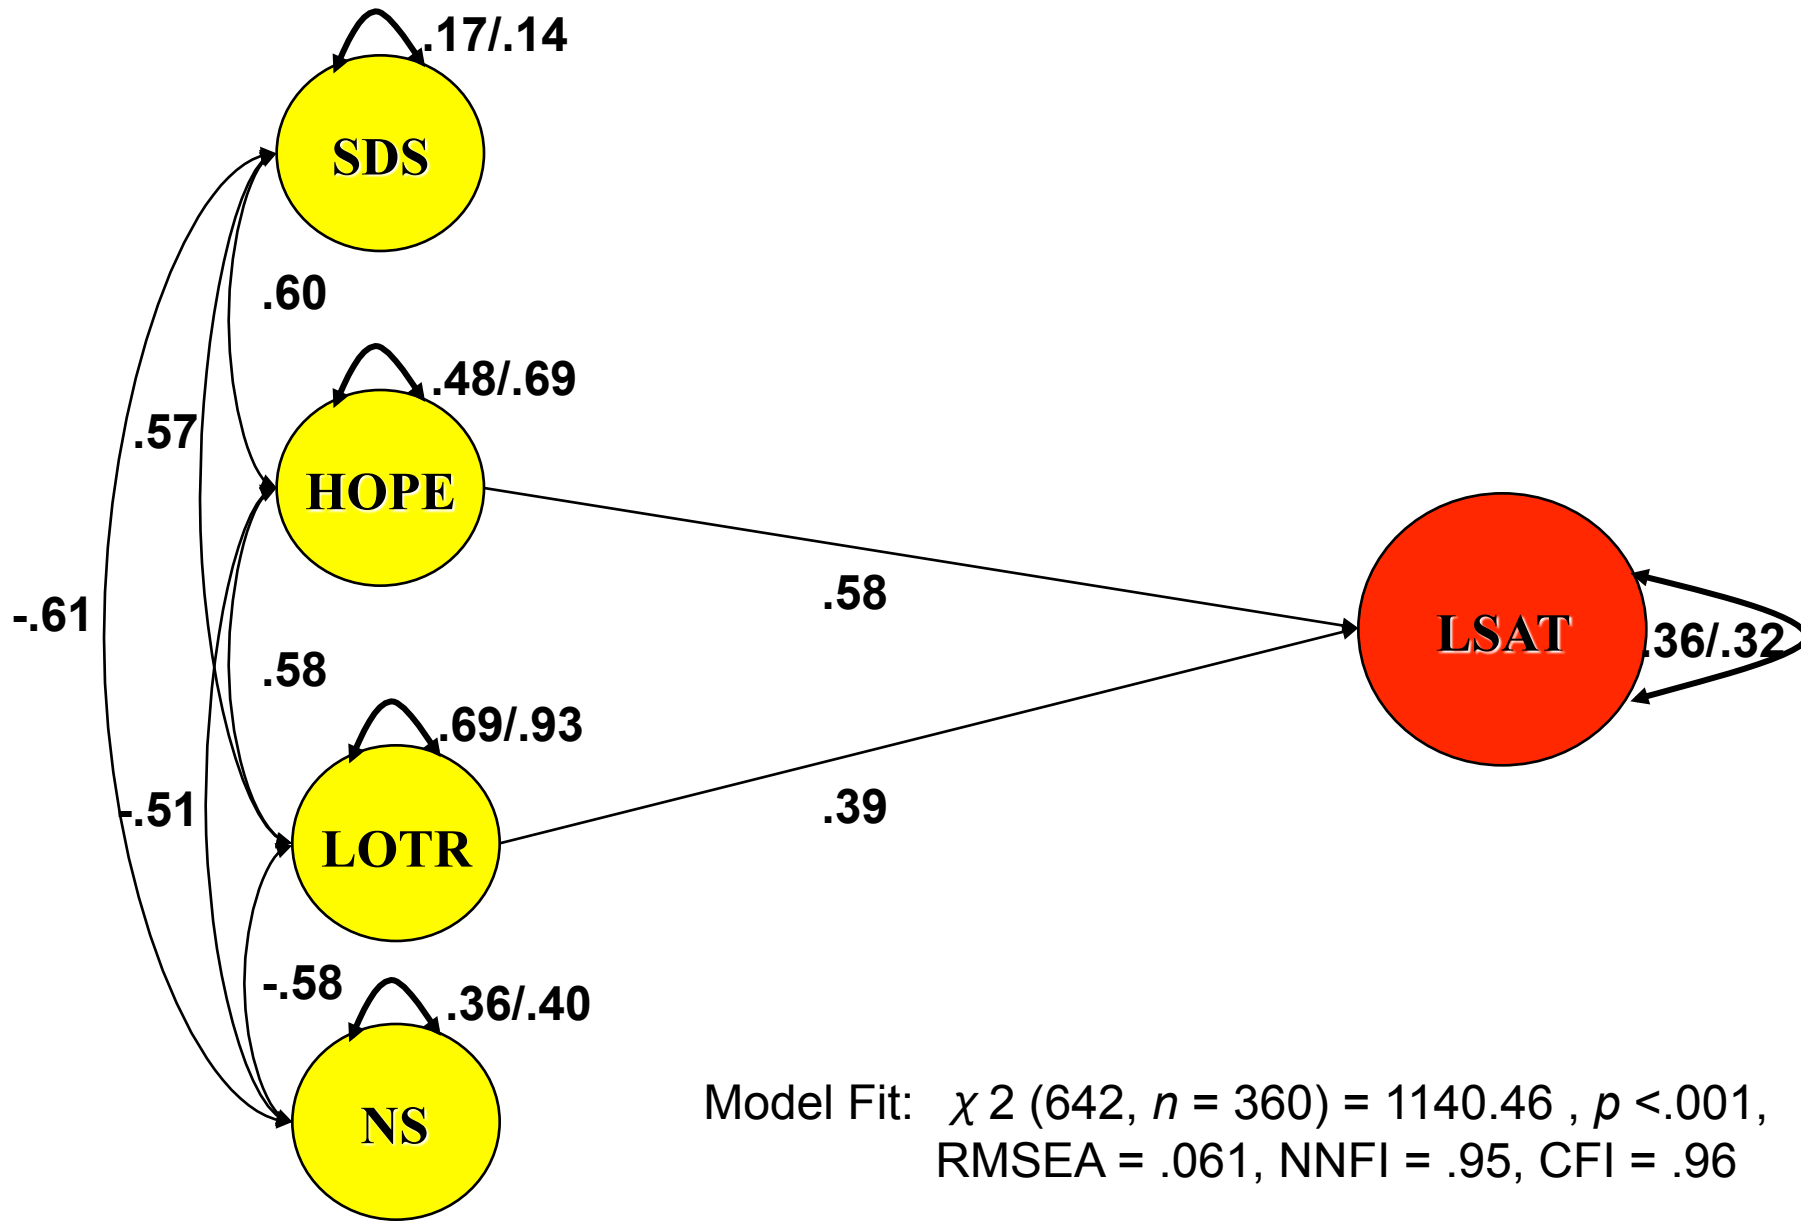 .17/.14
SDS
.60
.48/.69
.57
HOPE
.58
-.61
LSAT
.36/.32
.58
.69/.93
-.51
.39
LOTR
-.58
.36/.40
NS
Model Fit: χ 2 (642, n = 360) = 1140.46 , p <.001,
RMSEA = .061, NNFI = .95, CFI = .96